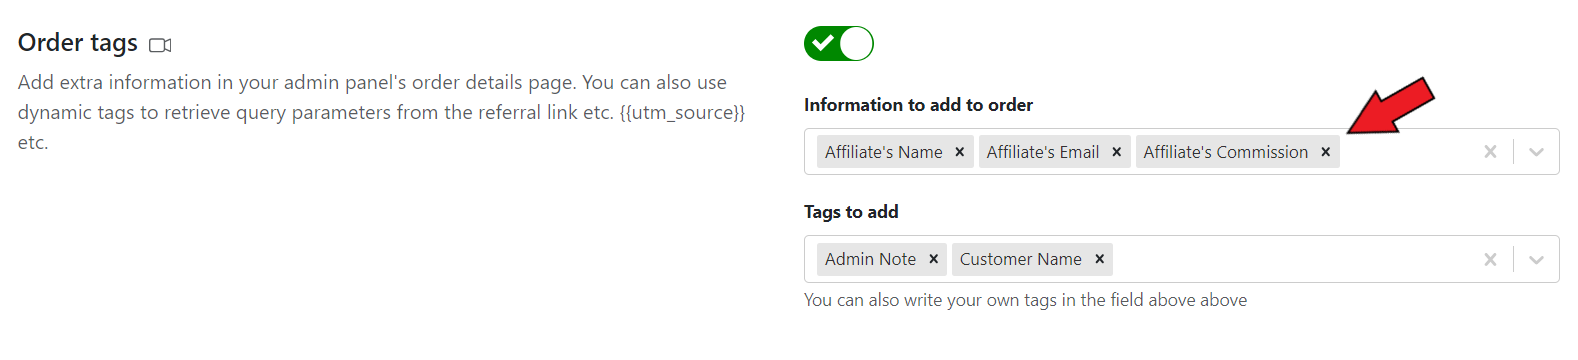 Order tags
Add extra information in your admin panel's order details page. You can also use
dynamic tags to retrieve query parameters from the referral link etc. {{utm_source}}
etc.
Information to add to order
Affiliate's Name × Affiliate's Email × Affiliate's Commission ×
Tags to add
Admin Note × Customer Name ×
You can also write your own tags in the field above above